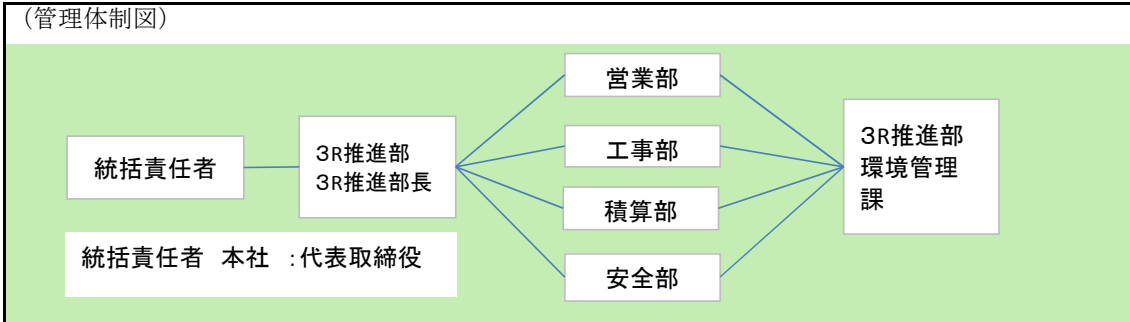 （管理体制図）
統括責任者
3R推進部
3R推進部長
営業部
工事部
積算部
安全部
3R推進部
環境管理
課
統括責任者　本社　：代表取締役